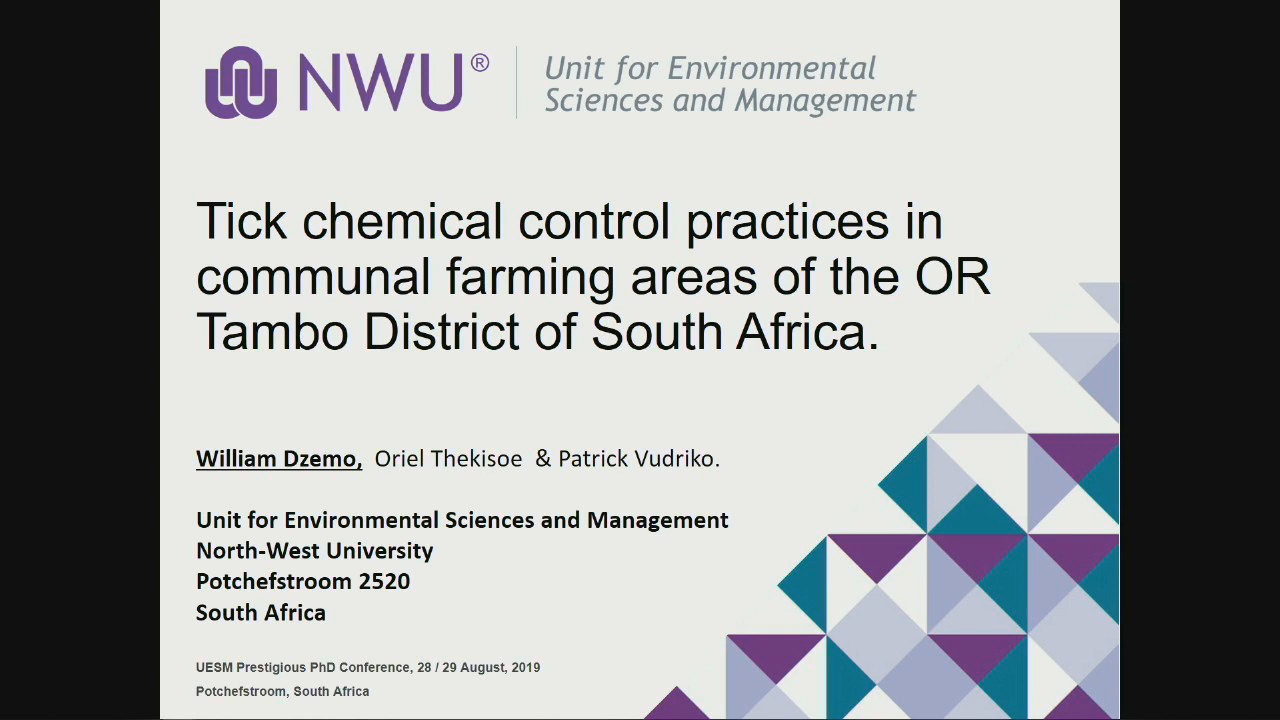 NWU® Unit for Environmental
Sciences and Management
Tick chemical control practices in
communal farming areas of the OR
Tambo District of South Africa.
William Dzemo, Oriel Thekisoe & Patrick Vudriko.
Unit for Environmental Sciences and Management
North-West University
Potchefstroom 2520
South Africa
UESM Prestigious PhD Conference, 28 / 29 August, 2019
Potchefstroom, South Africa